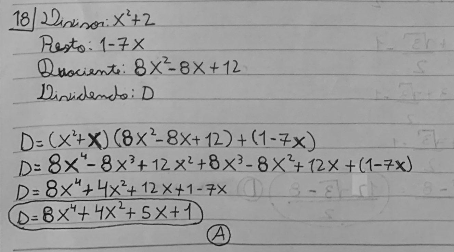 18| Divisor: x²+2
Resto: 1-7x
Quociente: 8x²-8x+12
Dividendo: D
D=(x²+x)(8x²-8x+12)+(1-7x)
D=8x⁴-8x³+12x²+8x³-8x²+12x+(1-7x)
D=8x⁴+4x²+12x+1-7x
D=8x⁴+4x²+5x+1
A